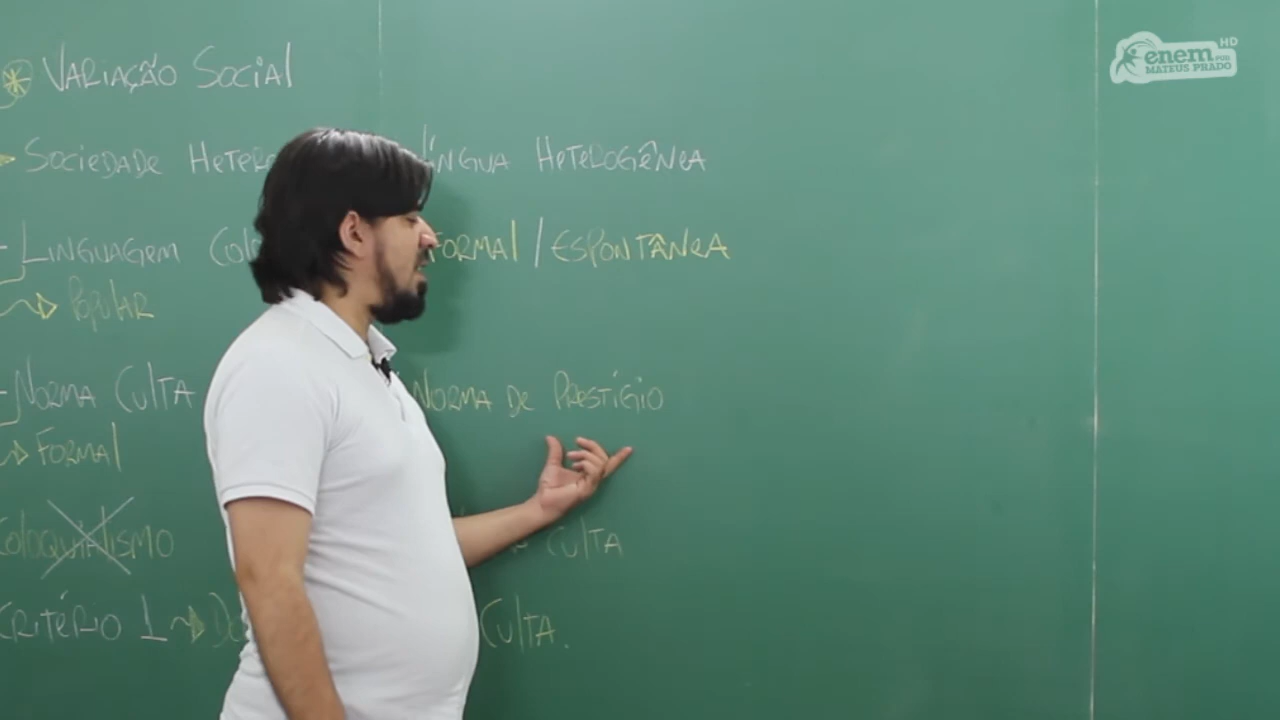 VARIAÇÃO SOCIAL
SOCIEDADE HETERO LÍNGUA HETEROGÊNEA
- LINGUAGEM COL FORMAL / ESPONTÂNEA
POPULAR
- NORMA CULTA NORMA DE PRESTÍGIO
FORMAL
COLOQUIALISMO CULTA
CRITÉRIO 1 CULTA.
enem POR
MATEUS PRADO
HD